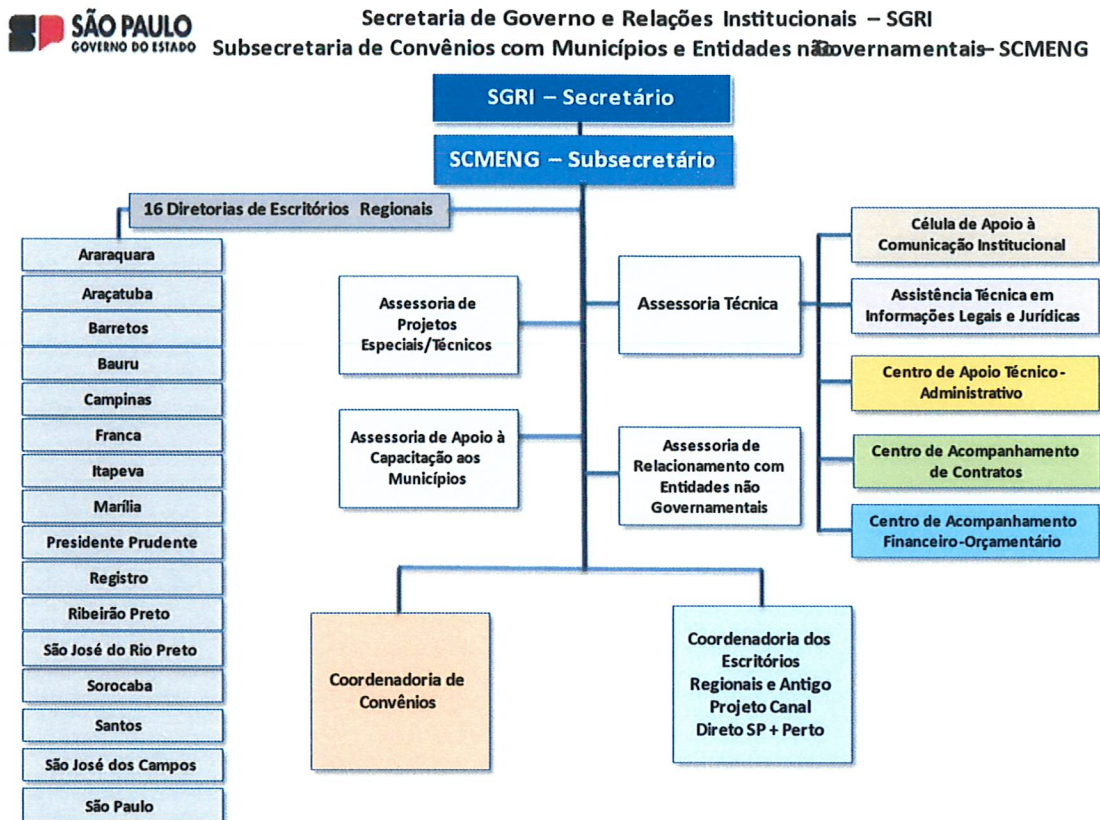 SÃO PAULO
GOVERNO DO ESTADO
Secretaria de Governo e Relações Institucionais – SGRI
Subsecretaria de Convênios com Municípios e Entidades não Governamentais – SCMENG
SGRI – Secretário
SCMENG – Subsecretário
16 Diretorias de Escritórios Regionais
Araraquara
Araçatuba
Barretos
Bauru
Campinas
Franca
Itapeva
Marília
Presidente Prudente
Registro
Ribeirão Preto
São José do Rio Preto
Sorocaba
Santos
São José dos Campos
São Paulo
Assessoria de
Projetos
Especiais/Técnicos
Assessoria de Apoio à
Capacitação aos
Municípios
Assessoria Técnica
Assessoria de
Relacionamento com
Entidades não
Governamentais
Célula de Apoio à
Comunicação Institucional
Assistência Técnica em
Informações Legais e Jurídicas
Centro de Apoio Técnico-
Administrativo
Centro de Acompanhamento
de Contratos
Centro de Acompanhamento
Financeiro-Orçamentário
Coordenadoria de
Convênios
Coordenadoria dos
Escritórios
Regionais e Antigo
Projeto Canal
Direto SP + Perto